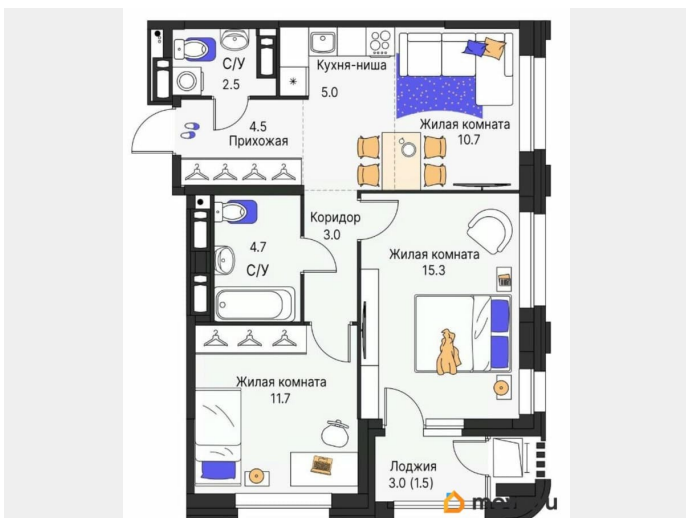 С/У
2.5
Кухня-ниша
5.0
4.5
Прихожая
Жилая комната
10.7
Коридор
3.0
4.7
С/У
Жилая комната
15.3
Жилая комната
11.7
Лоджия
3.0 (1.5)